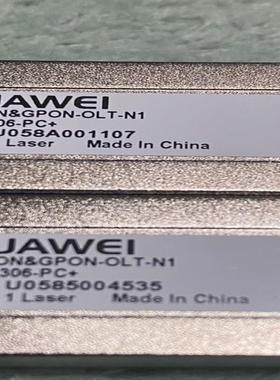 UAWEI
ON&GPON-OLT-N1
06-PC+
U058A001107
1 Laser Made In China
UAWEI
ON&GPON-OLT-N1
306-PC+
U0585004535
1 Laser Made In China